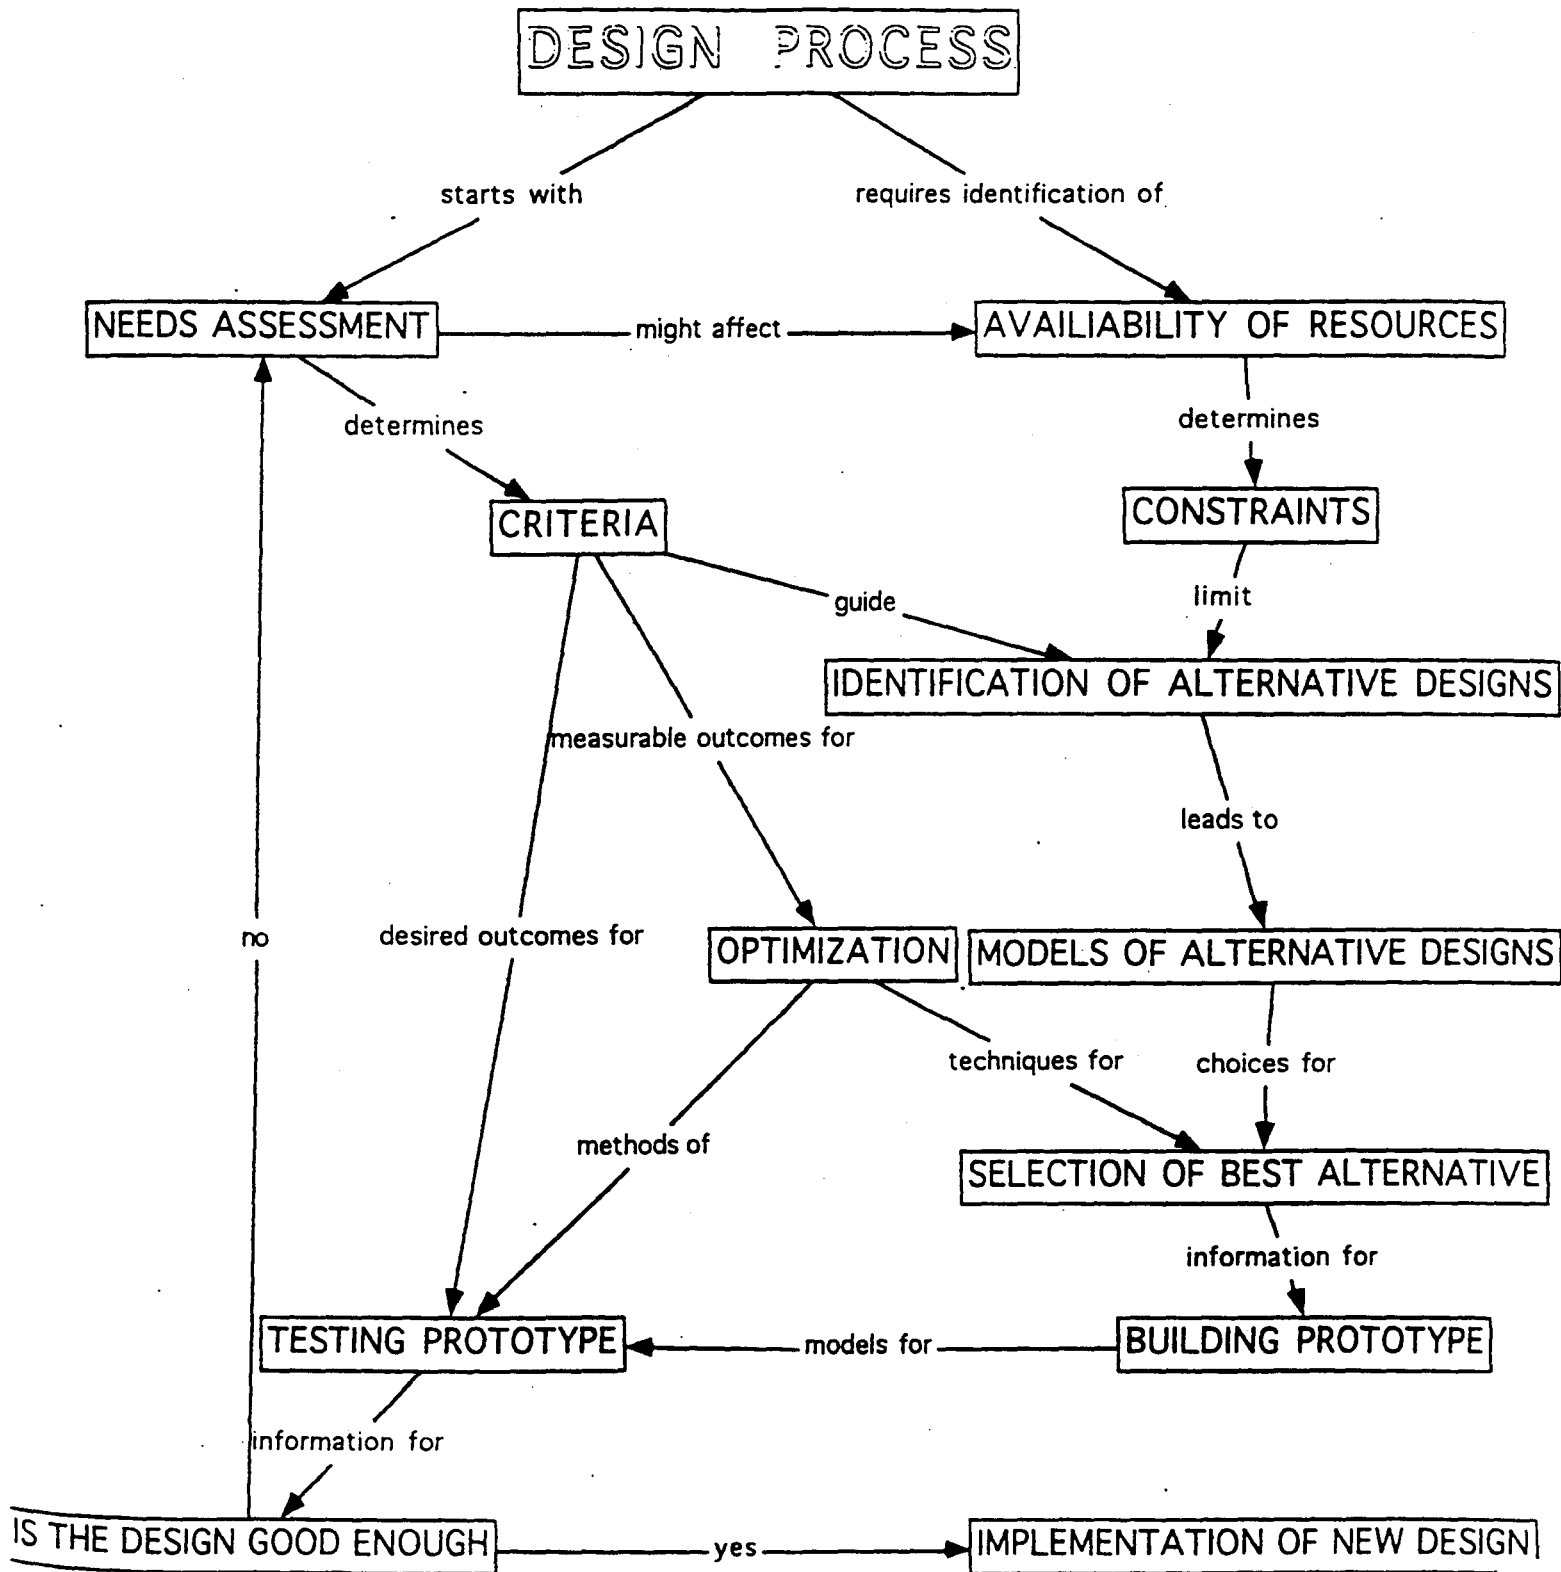 DESIGN PROCESS
starts with
requires identification of
NEEDS ASSESSMENT
might affect
AVAILIABILITY OF RESOURCES
determines
determines
CRITERIA
CONSTRAINTS
guide
limit
IDENTIFICATION OF ALTERNATIVE DESIGNS
measurable outcomes for
leads to
no
desired outcomes for
OPTIMIZATION
MODELS OF ALTERNATIVE DESIGNS
techniques for
choices for
methods of
SELECTION OF BEST ALTERNATIVE
information for
TESTING PROTOTYPE
models for
BUILDING PROTOTYPE
information for
IS THE DESIGN GOOD ENOUGH
yes
IMPLEMENTATION OF NEW DESIGN